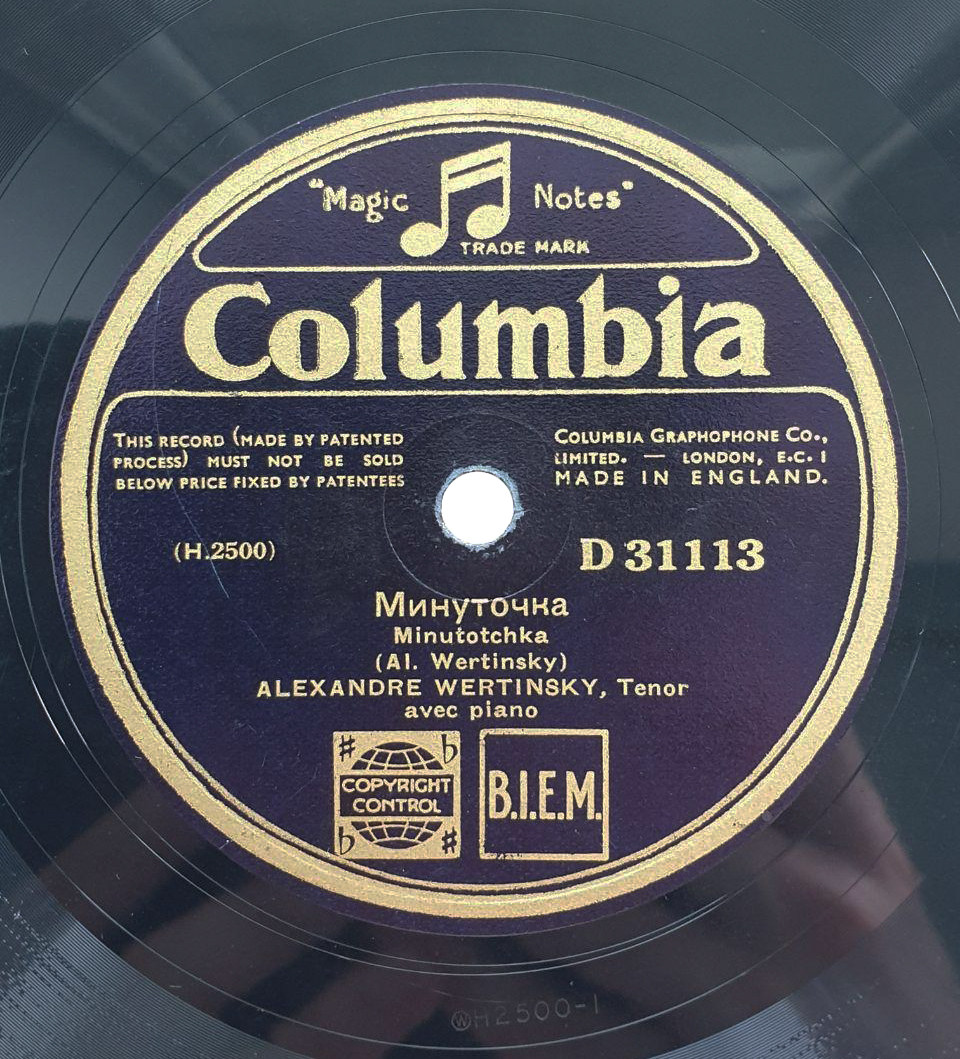 "Magic Notes"
TRADE MARK
Columbia
THIS RECORD (MADE BY PATENTED
PROCESS) MUST NOT BE SOLD
BELOW PRICE FIXED BY PATENTEES
COLUMBIA GRAPHOPHONE CO.,
LIMITED. — LONDON, E.C. 1
MADE IN ENGLAND.
(H.2500)
D 31113
Минуточка
Minutotchka
(Al. Wertinsky)
ALEXANDRE WERTINSKY, Tenor
avec piano
♯ ♭
COPYRIGHT
CONTROL
♭ ♯
B.I.E.M.
Ⓦ H2500-1